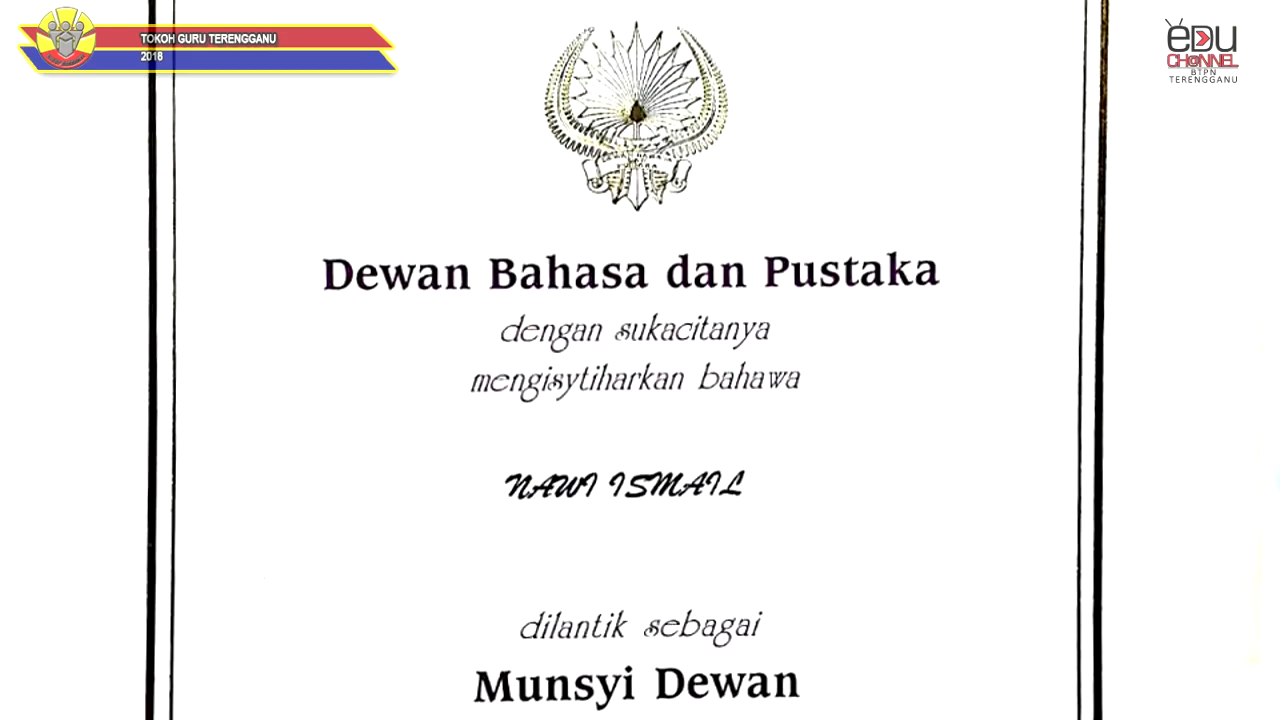 TOKOH GURU TERENGGANU
2018
EDU
CHANNEL
BTPN
TERENGGANU
Dewan Bahasa dan Pustaka
dengan sukacitanya
mengisytiharkan bahawa
NAWI ISMAIL
dilantik sebagai
Munsyi Dewan